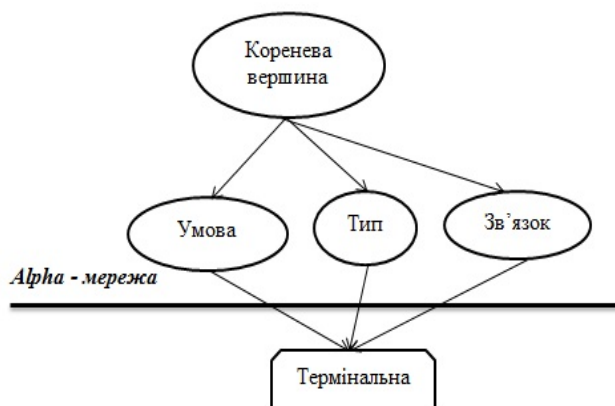 Коренева
вершина
Умова
Тип
Зв’язок
Alpha - мережа
Термінальна